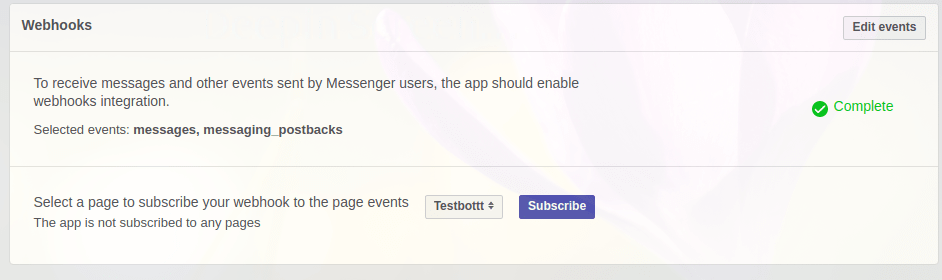 Webhooks
Edit events
To receive messages and other events sent by Messenger users, the app should enable
webhooks integration.
Complete
Selected events: messages, messaging_postbacks
Select a page to subscribe your webhook to the page events
Testbottt
Subscribe
The app is not subscribed to any pages